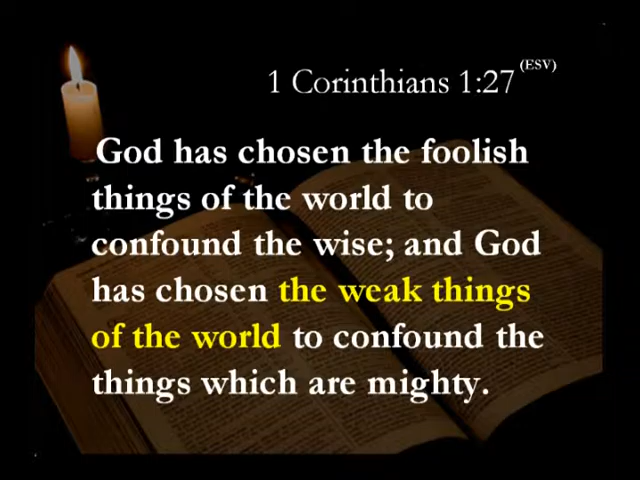 1 Corinthians 1:27 (ESV)
God has chosen the foolish
things of the world to
confound the wise; and God
has chosen the weak things
of the world to confound the
things which are mighty.